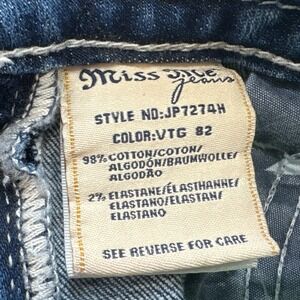 Miss Me
jeans
STYLE NO:JP7274H
COLOR:VTG 82
98% COTTON/COTON/
ALGODÓN/BAUMWOLLE/
ALGODÃO
2% ELASTANE/ÉLASTHANNE/
ELASTANO/ELASTAN/
ELASTANO
SEE REVERSE FOR CARE